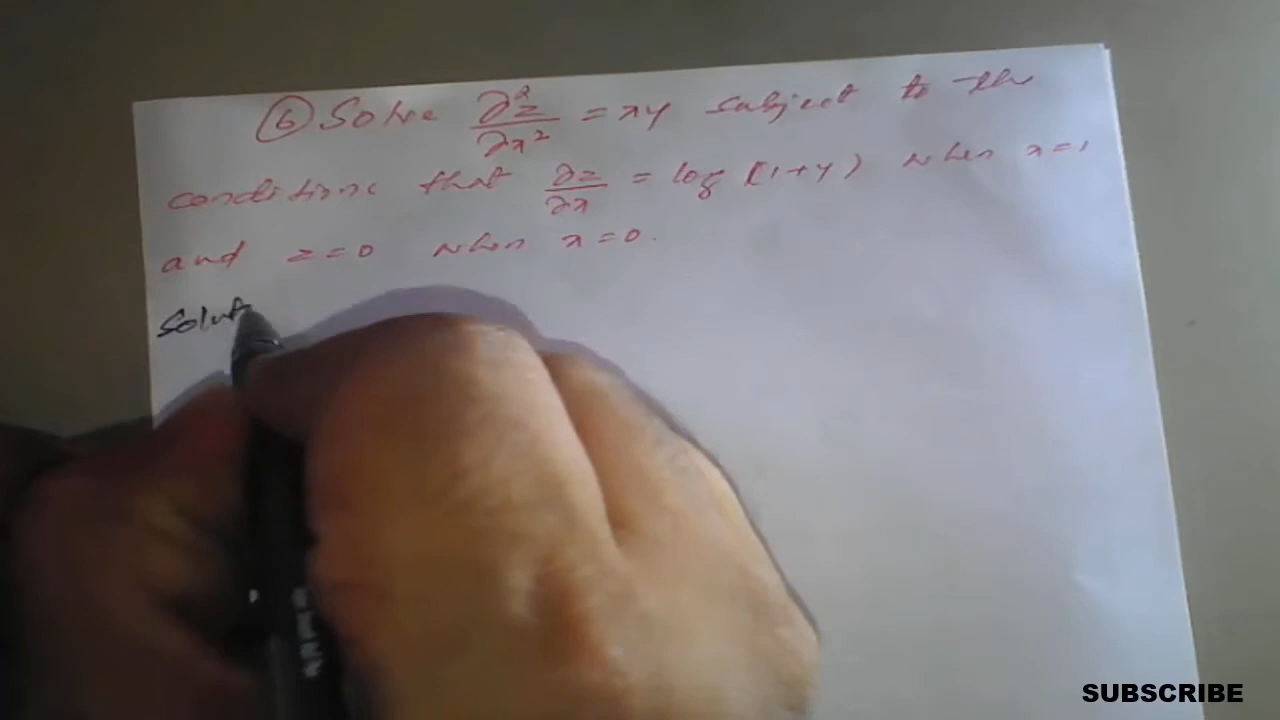 ⑥ Solve ∂²z/∂x² = xy subject to the
conditions that ∂z/∂x = log (1+y) when x=1
and z=0 when x=0.
Solut
SUBSCRIBE